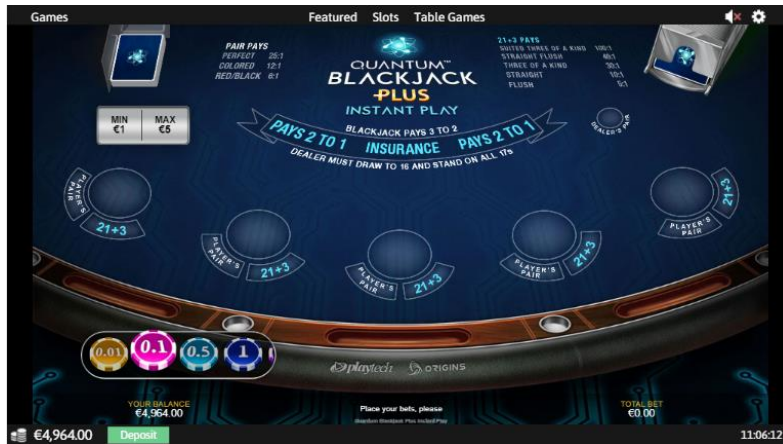 Games
Featured Slots Table Games
PAIR PAYS
PERFECT 25:1
COLORED 12:1
RED/BLACK 6:1
QUANTUM™
BLACKJACK
PLUS
INSTANT PLAY
21+3 PAYS
SUITED THREE OF A KIND 100:1
STRAIGHT FLUSH 40:1
THREE OF A KIND 30:1
STRAIGHT 10:1
FLUSH 5:1
MIN MAX
€1 €5
BLACKJACK PAYS 3 TO 2
PAYS 2 TO 1 INSURANCE PAYS 2 TO 1
DEALER MUST DRAW TO 16 AND STAND ON ALL 17s
DEALER'S PAIR
PLAYER'S PAIR
21+3
PLAYER'S PAIR
21+3
PLAYER'S PAIR
21+3
PLAYER'S PAIR
21+3
PLAYER'S PAIR
21+3
0.01 0.1 0.5 1
playtech ORIGINS
YOUR BALANCE
€4,964.00
Place your bets, please
Quantum Blackjack Plus Instant Play
TOTAL BET
€0.00
€4,964.00 Deposit
11:06:12